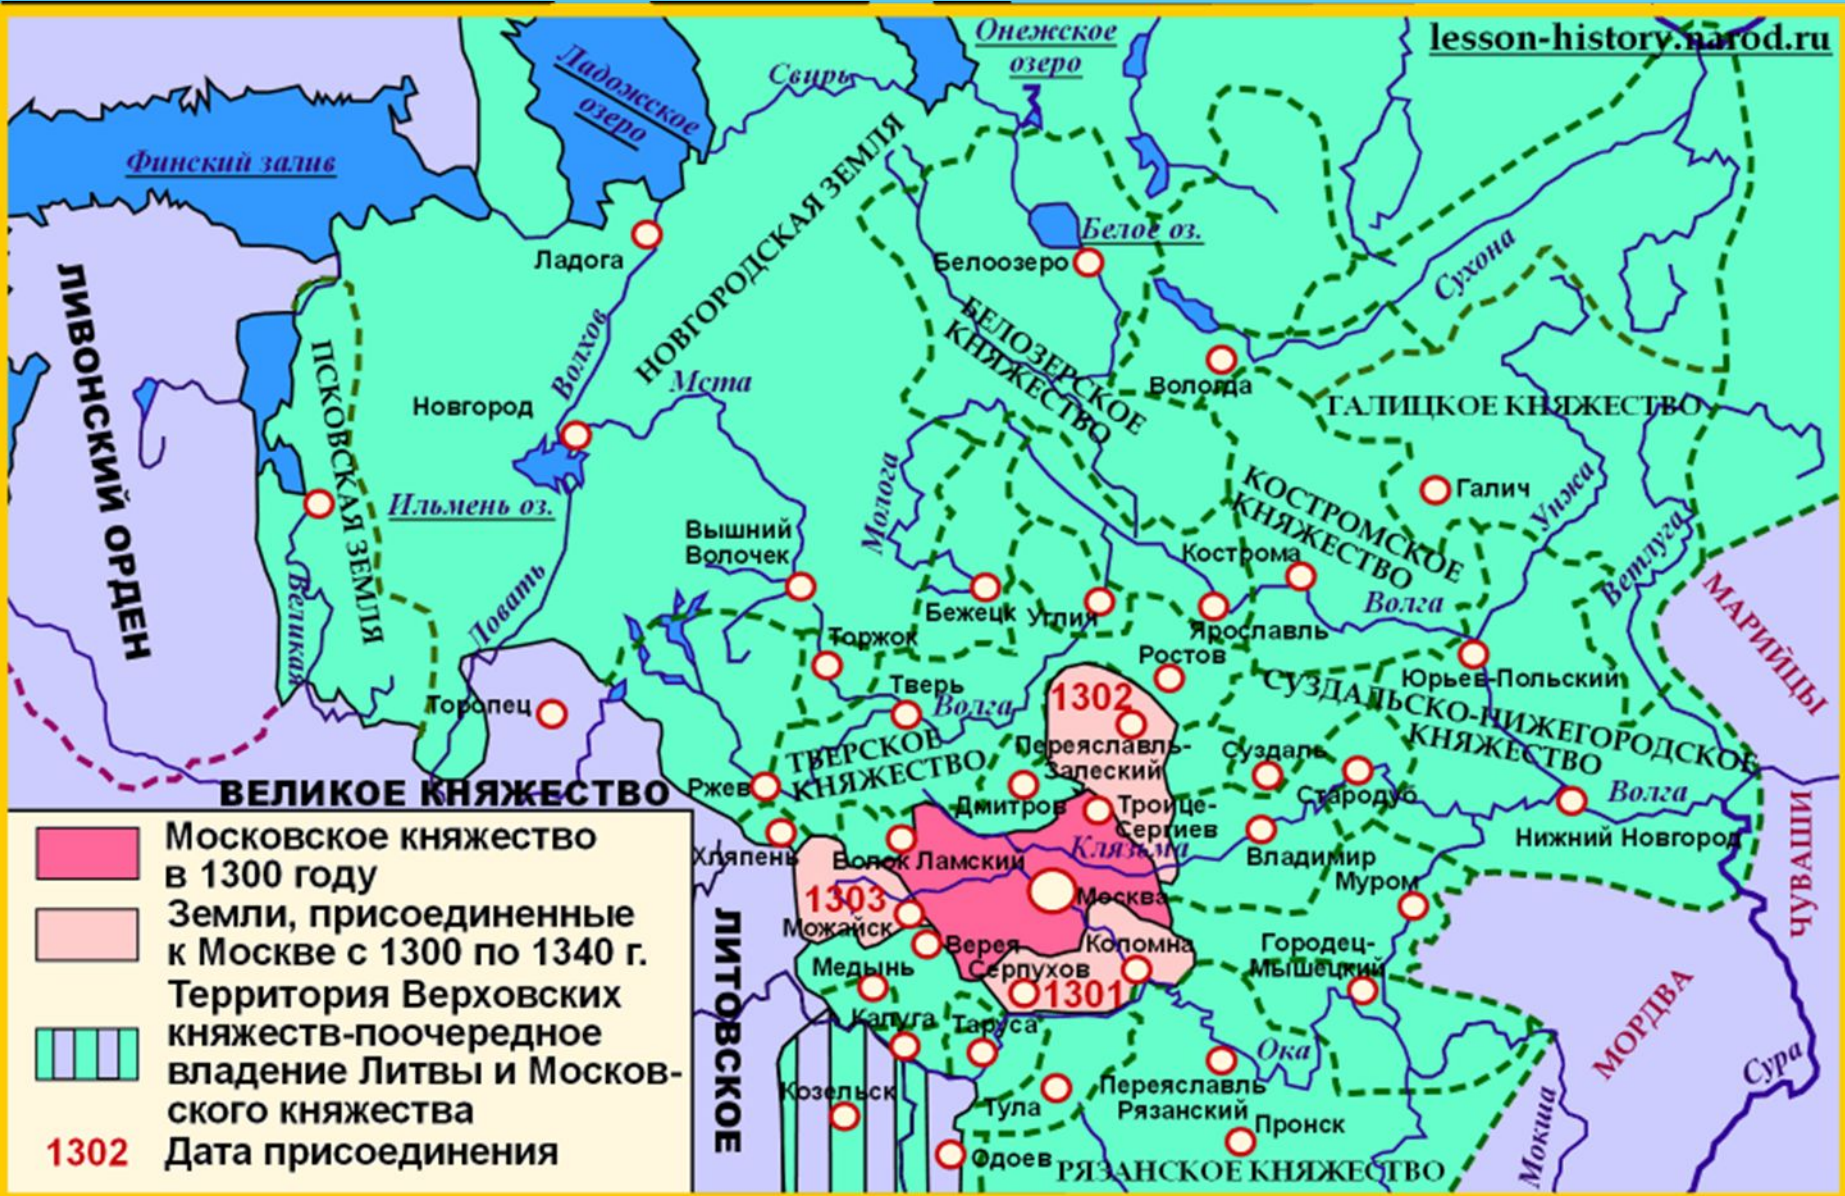 Онежское
озеро
lesson-history.narod.ru
Ладожское
озеро
Свирь
Финский залив
НОВГОРОДСКАЯ ЗЕМЛЯ
Ладога
Белое оз.
Белоозеро
Сухона
ЛИВОНСКИЙ ОРДЕН
ПСКОВСКАЯ ЗЕМЛЯ
Волхов
БЕЛОЗЕРСКОЕ
КНЯЖЕСТВО
Мста
Вологда
Новгород
ГАЛИЦКОЕ КНЯЖЕСТВО
Ильмень оз.
Молога
КОСТРОМСКОЕ
КНЯЖЕСТВО
Галич
Унжа
Ветлуга
Вышний
Волочек
Великая
Ловать
Бежецк
Углич
Кострома
Волга
Ярославль
МАРИЙЦЫ
Торжок
Ростов
Юрьев-Польский
СУЗДАЛЬСКО-НИЖЕГОРОДСКОЕ
КНЯЖЕСТВО
Торопец
Тверь
Волга
1302
ТВЕРСКОЕ
КНЯЖЕСТВО
Переяславль-
Залеский
Суздаль
Стародуб
Волга
Нижний Новгород
ЧУВАШИ
Ржев
Дмитров
Троице-
Сергиев
ВЕЛИКОЕ КНЯЖЕСТВО
ЛИТОВСКОЕ
Хляпень
Волок Ламский
Клязьма
Владимир
Муром
1303
Можайск
Москва
Верея
Коломна
Городец-
Мышецкий
Медынь
Серпухов
1301
Калуга
Таруса
Ока
МОРДВА
Сура
Козельск
Тула
Переяславль
Рязанский
Пронск
Мокша
Одоев
РЯЗАНСКОЕ КНЯЖЕСТВО
Московское княжество
в 1300 году
Земли, присоединенные
к Москве с 1300 по 1340 г.
Территория Верховских
княжеств-поочередное
владение Литвы и Москов-
ского княжества
1302 Дата присоединения